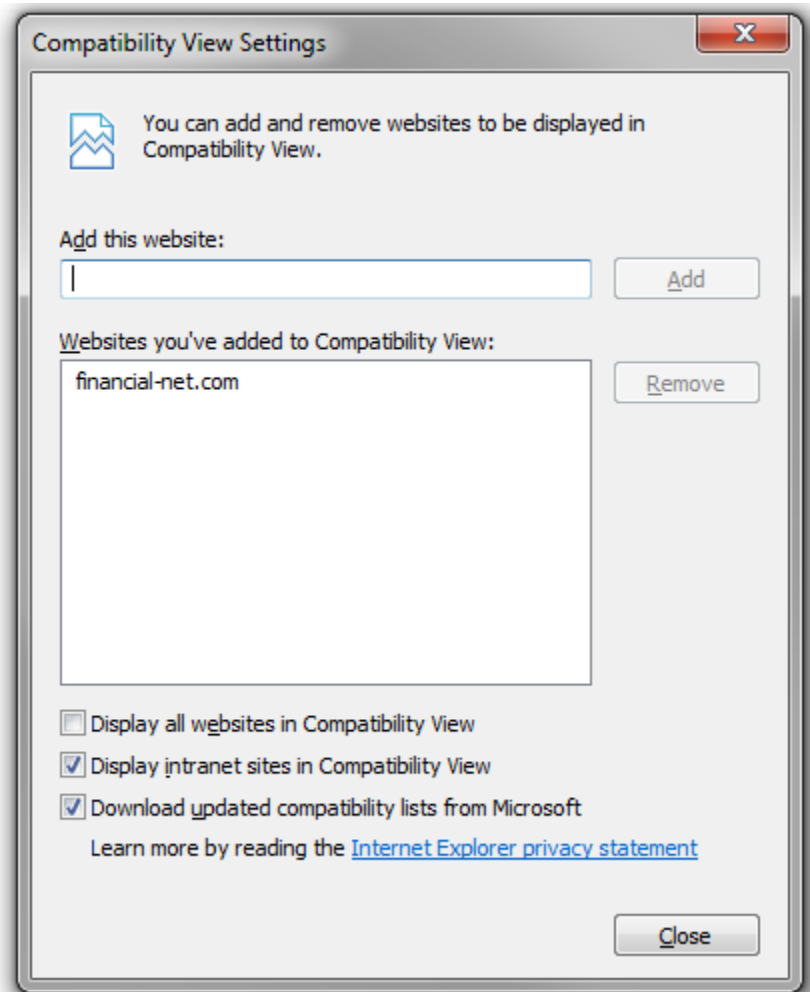 Compatibility View Settings
You can add and remove websites to be displayed in
Compatibility View.
Add this website:
Add
Websites you've added to Compatibility View:
financial-net.com
Remove
Display all websites in Compatibility View
Display intranet sites in Compatibility View
Download updated compatibility lists from Microsoft
Learn more by reading the Internet Explorer privacy statement
Close